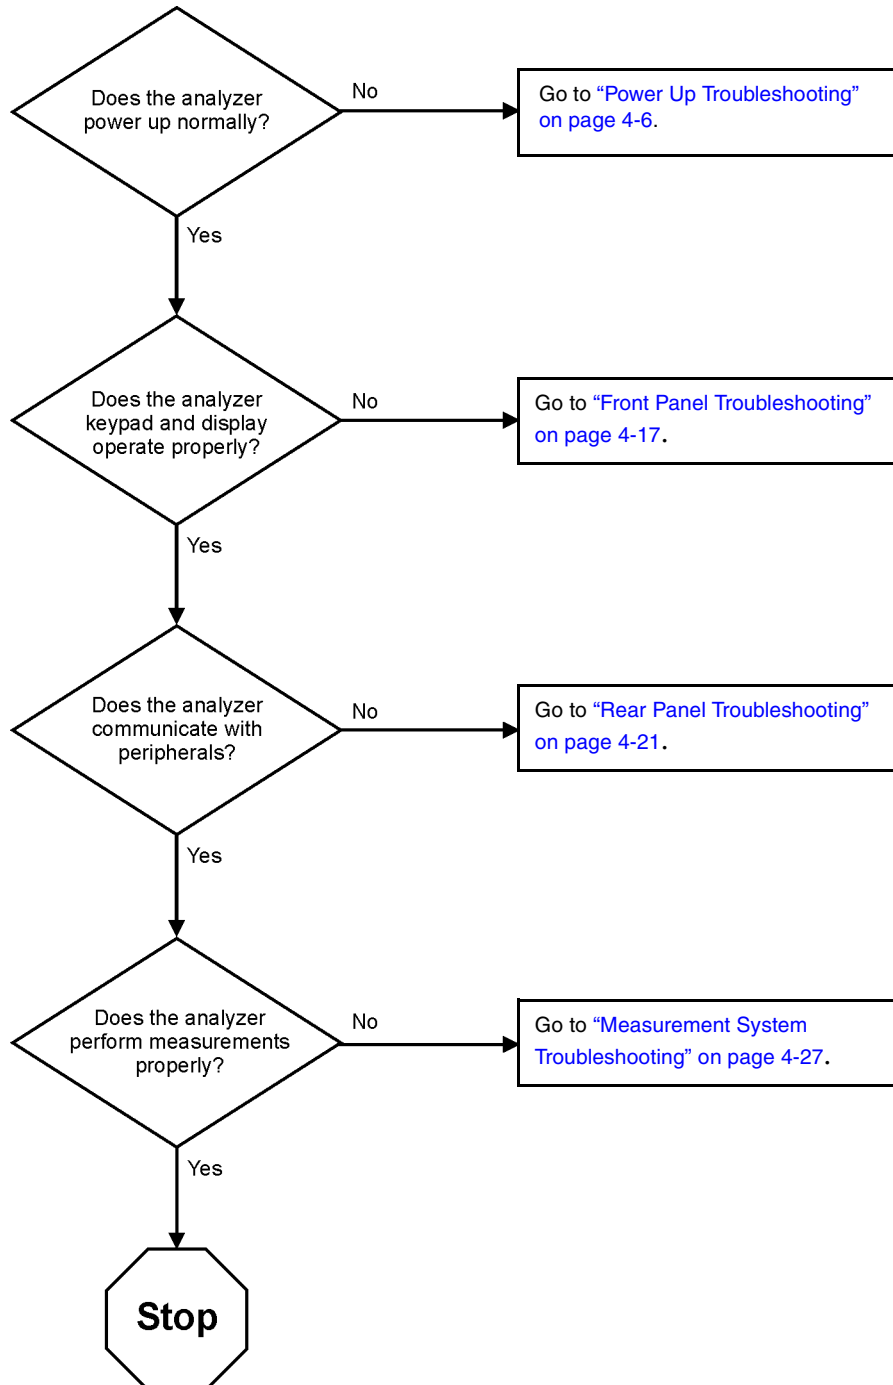 Does the analyzer
power up normally?
No
Go to “Power Up Troubleshooting”
on page 4-6.
Yes
Does the analyzer
keypad and display
operate properly?
No
Go to “Front Panel Troubleshooting”
on page 4-17.
Yes
Does the analyzer
communicate with
peripherals?
No
Go to “Rear Panel Troubleshooting”
on page 4-21.
Yes
Does the analyzer
perform measurements
properly?
No
Go to “Measurement System
Troubleshooting” on page 4-27.
Yes
Stop